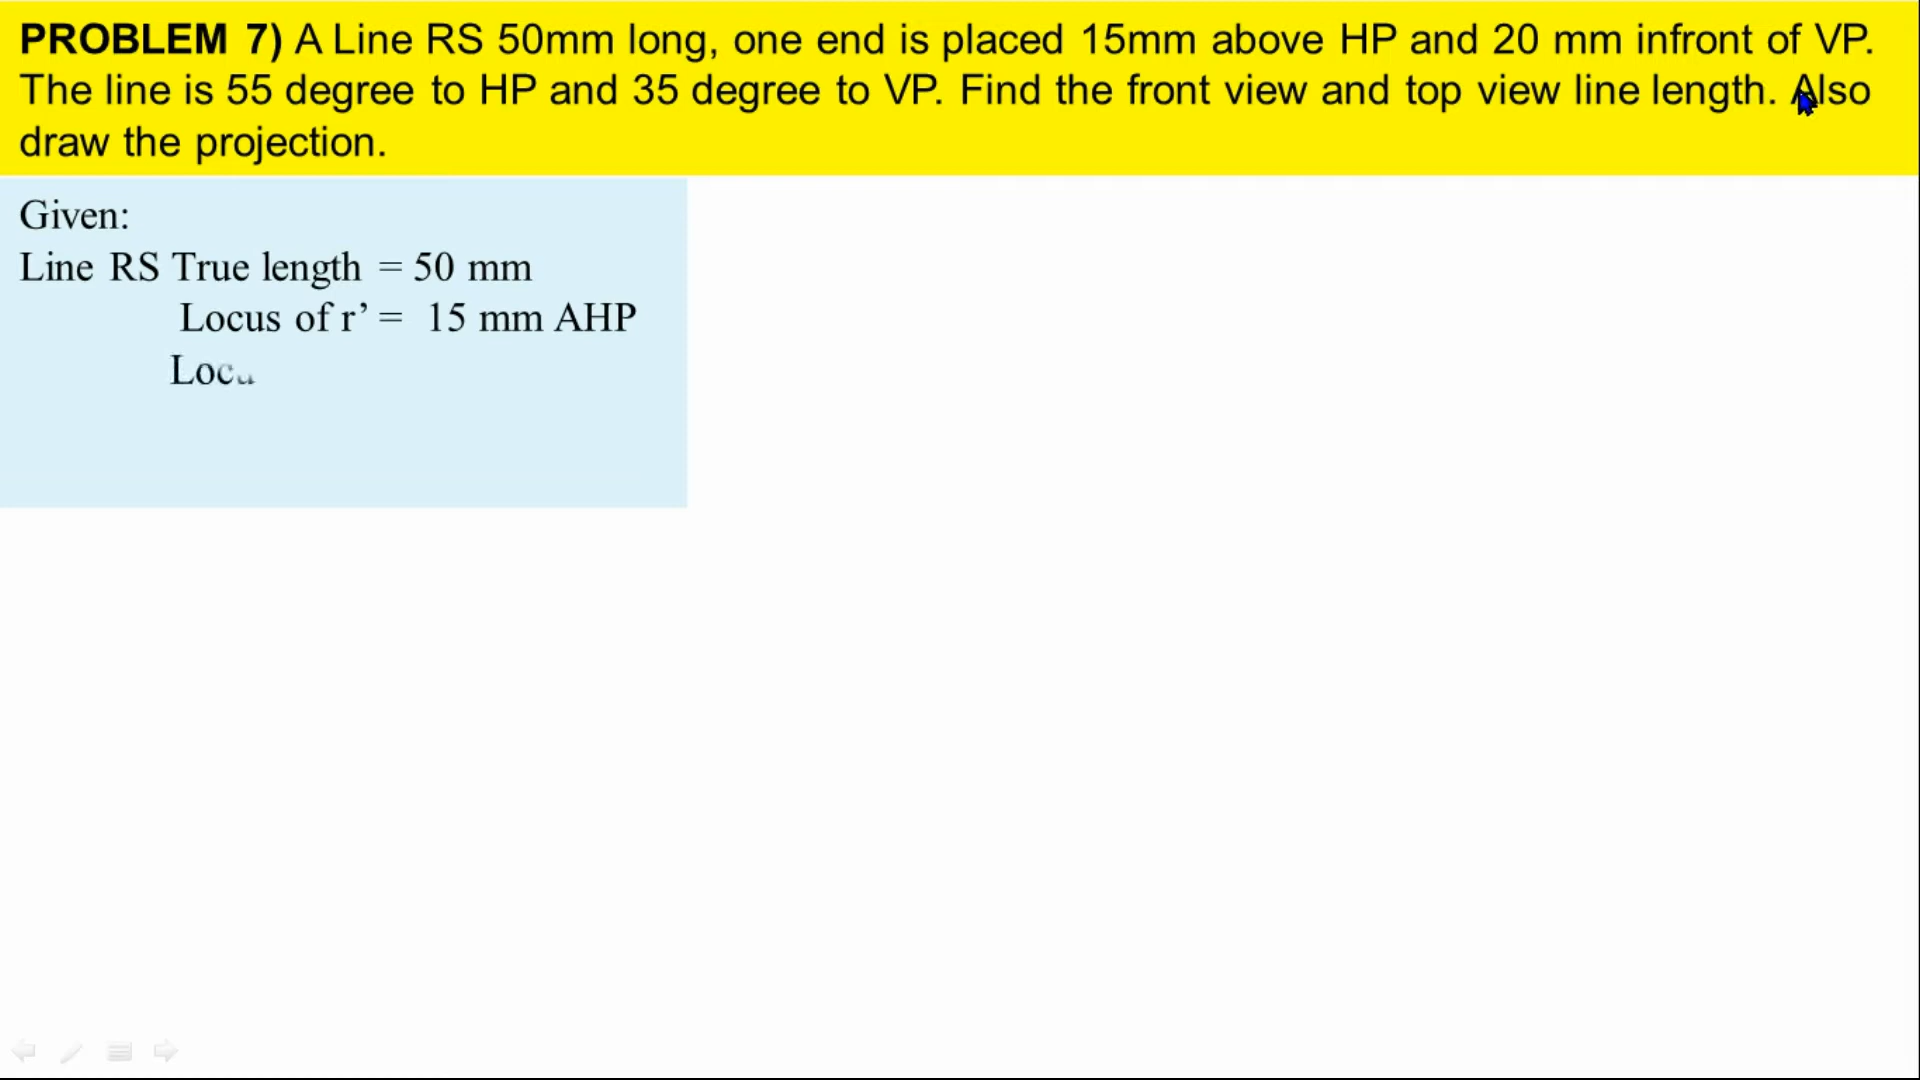 PROBLEM 7) A Line RS 50mm long, one end is placed 15mm above HP and 20 mm infront of VP.
The line is 55 degree to HP and 35 degree to VP. Find the front view and top view line length. Also
draw the projection.
Given:
Line RS True length = 50 mm
Locus of r’ = 15 mm AHP
Locu